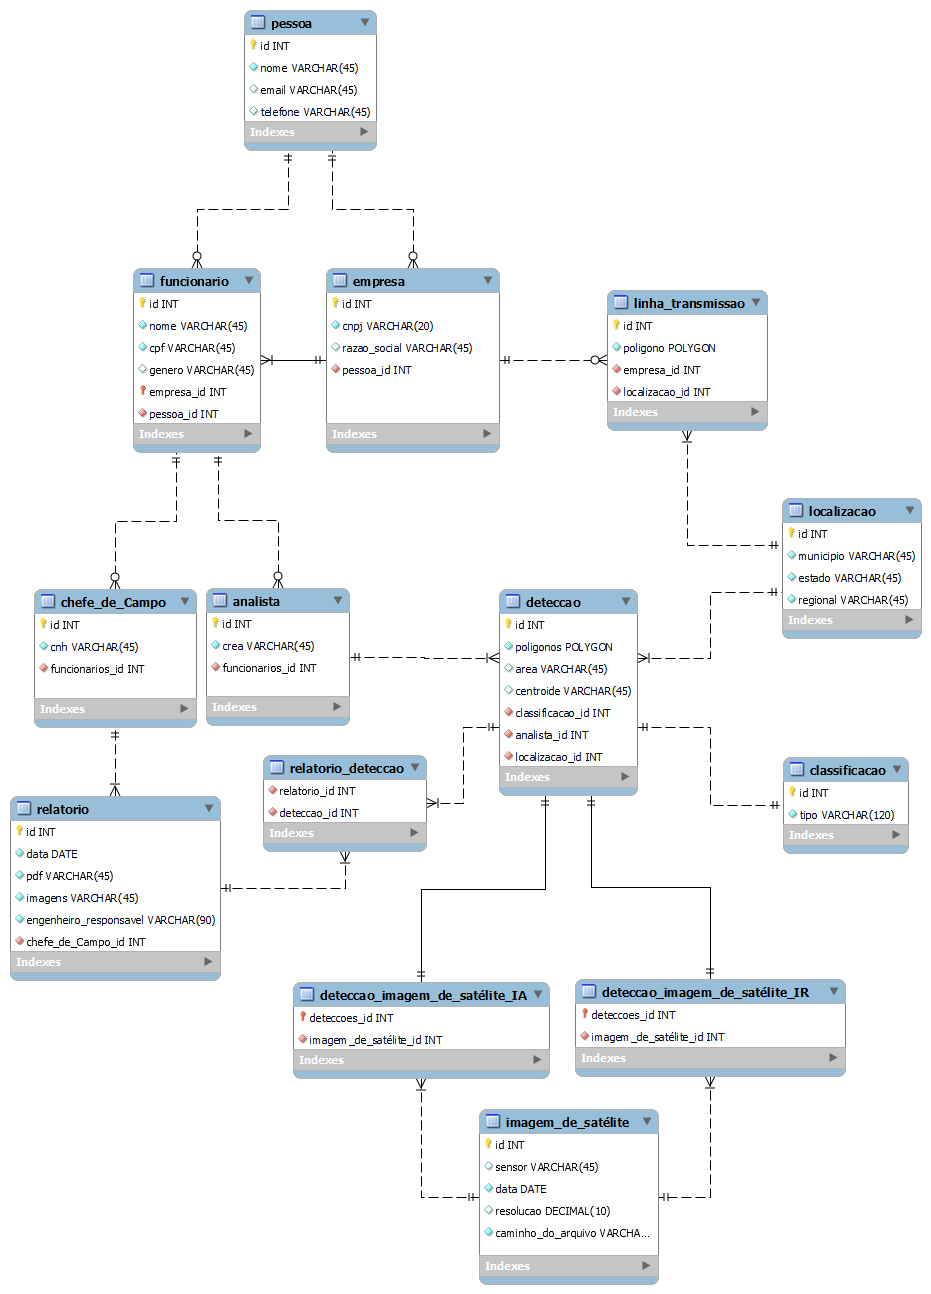 pessoa
id INT
nome VARCHAR(45)
email VARCHAR(45)
telefone VARCHAR(45)
Indexes
funcionario
id INT
nome VARCHAR(45)
cpf VARCHAR(45)
genero VARCHAR(45)
empresa_id INT
pessoa_id INT
Indexes
empresa
id INT
cnpj VARCHAR(20)
razao_social VARCHAR(45)
pessoa_id INT
Indexes
linha_transmissao
id INT
poligono POLYGON
empresa_id INT
localizacao_id INT
Indexes
localizacao
id INT
municipio VARCHAR(45)
estado VARCHAR(45)
regional VARCHAR(45)
Indexes
chefe_de_Campo
id INT
cnh VARCHAR(45)
funcionarios_id INT
Indexes
analista
id INT
crea VARCHAR(45)
funcionarios_id INT
Indexes
deteccao
id INT
poligonos POLYGON
area VARCHAR(45)
centroide VARCHAR(45)
classificacao_id INT
analista_id INT
localizacao_id INT
Indexes
relatorio_deteccao
relatorio_id INT
deteccao_id INT
Indexes
classificacao
id INT
tipo VARCHAR(120)
Indexes
relatorio
id INT
data DATE
pdf VARCHAR(45)
imagens VARCHAR(45)
engenheiro_responsavel VARCHAR(90)
chefe_de_Campo_id INT
Indexes
deteccao_imagem_de_satélite_IA
deteccoes_id INT
imagem_de_satélite_id INT
Indexes
deteccao_imagem_de_satélite_IR
deteccoes_id INT
imagem_de_satélite_id INT
Indexes
imagem_de_satélite
id INT
sensor VARCHAR(45)
data DATE
resolucao DECIMAL(10)
caminho_do_arquivo VARCHA...
Indexes